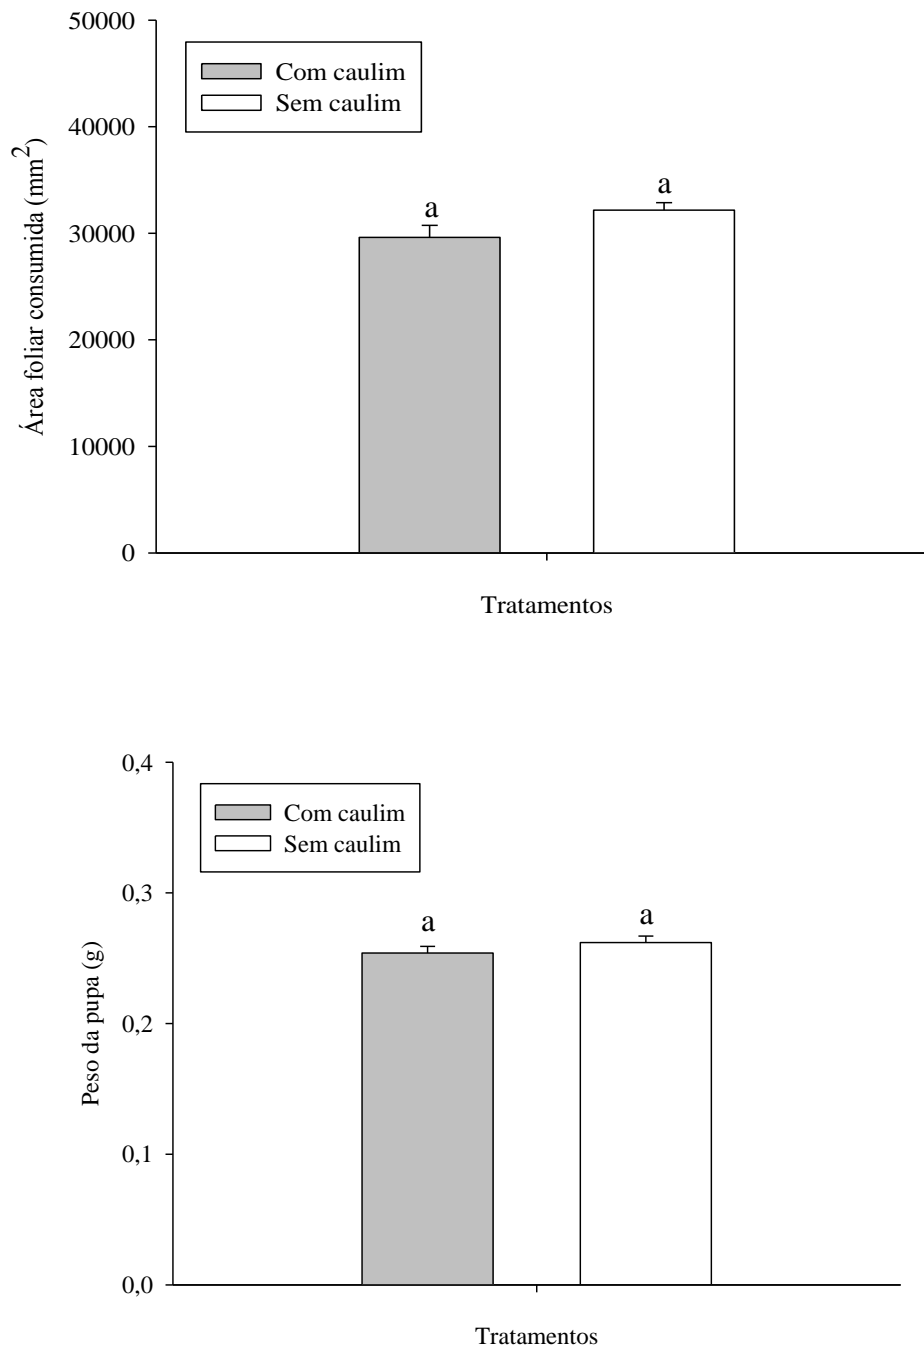 50000
Com caulim
Sem caulim
40000
Área foliar consumida (mm²)
a
a
30000
20000
10000
0
Tratamentos
0,4
Com caulim
Sem caulim
0,3
a
a
Peso da pupa (g)
0,2
0,1
0,0
Tratamentos